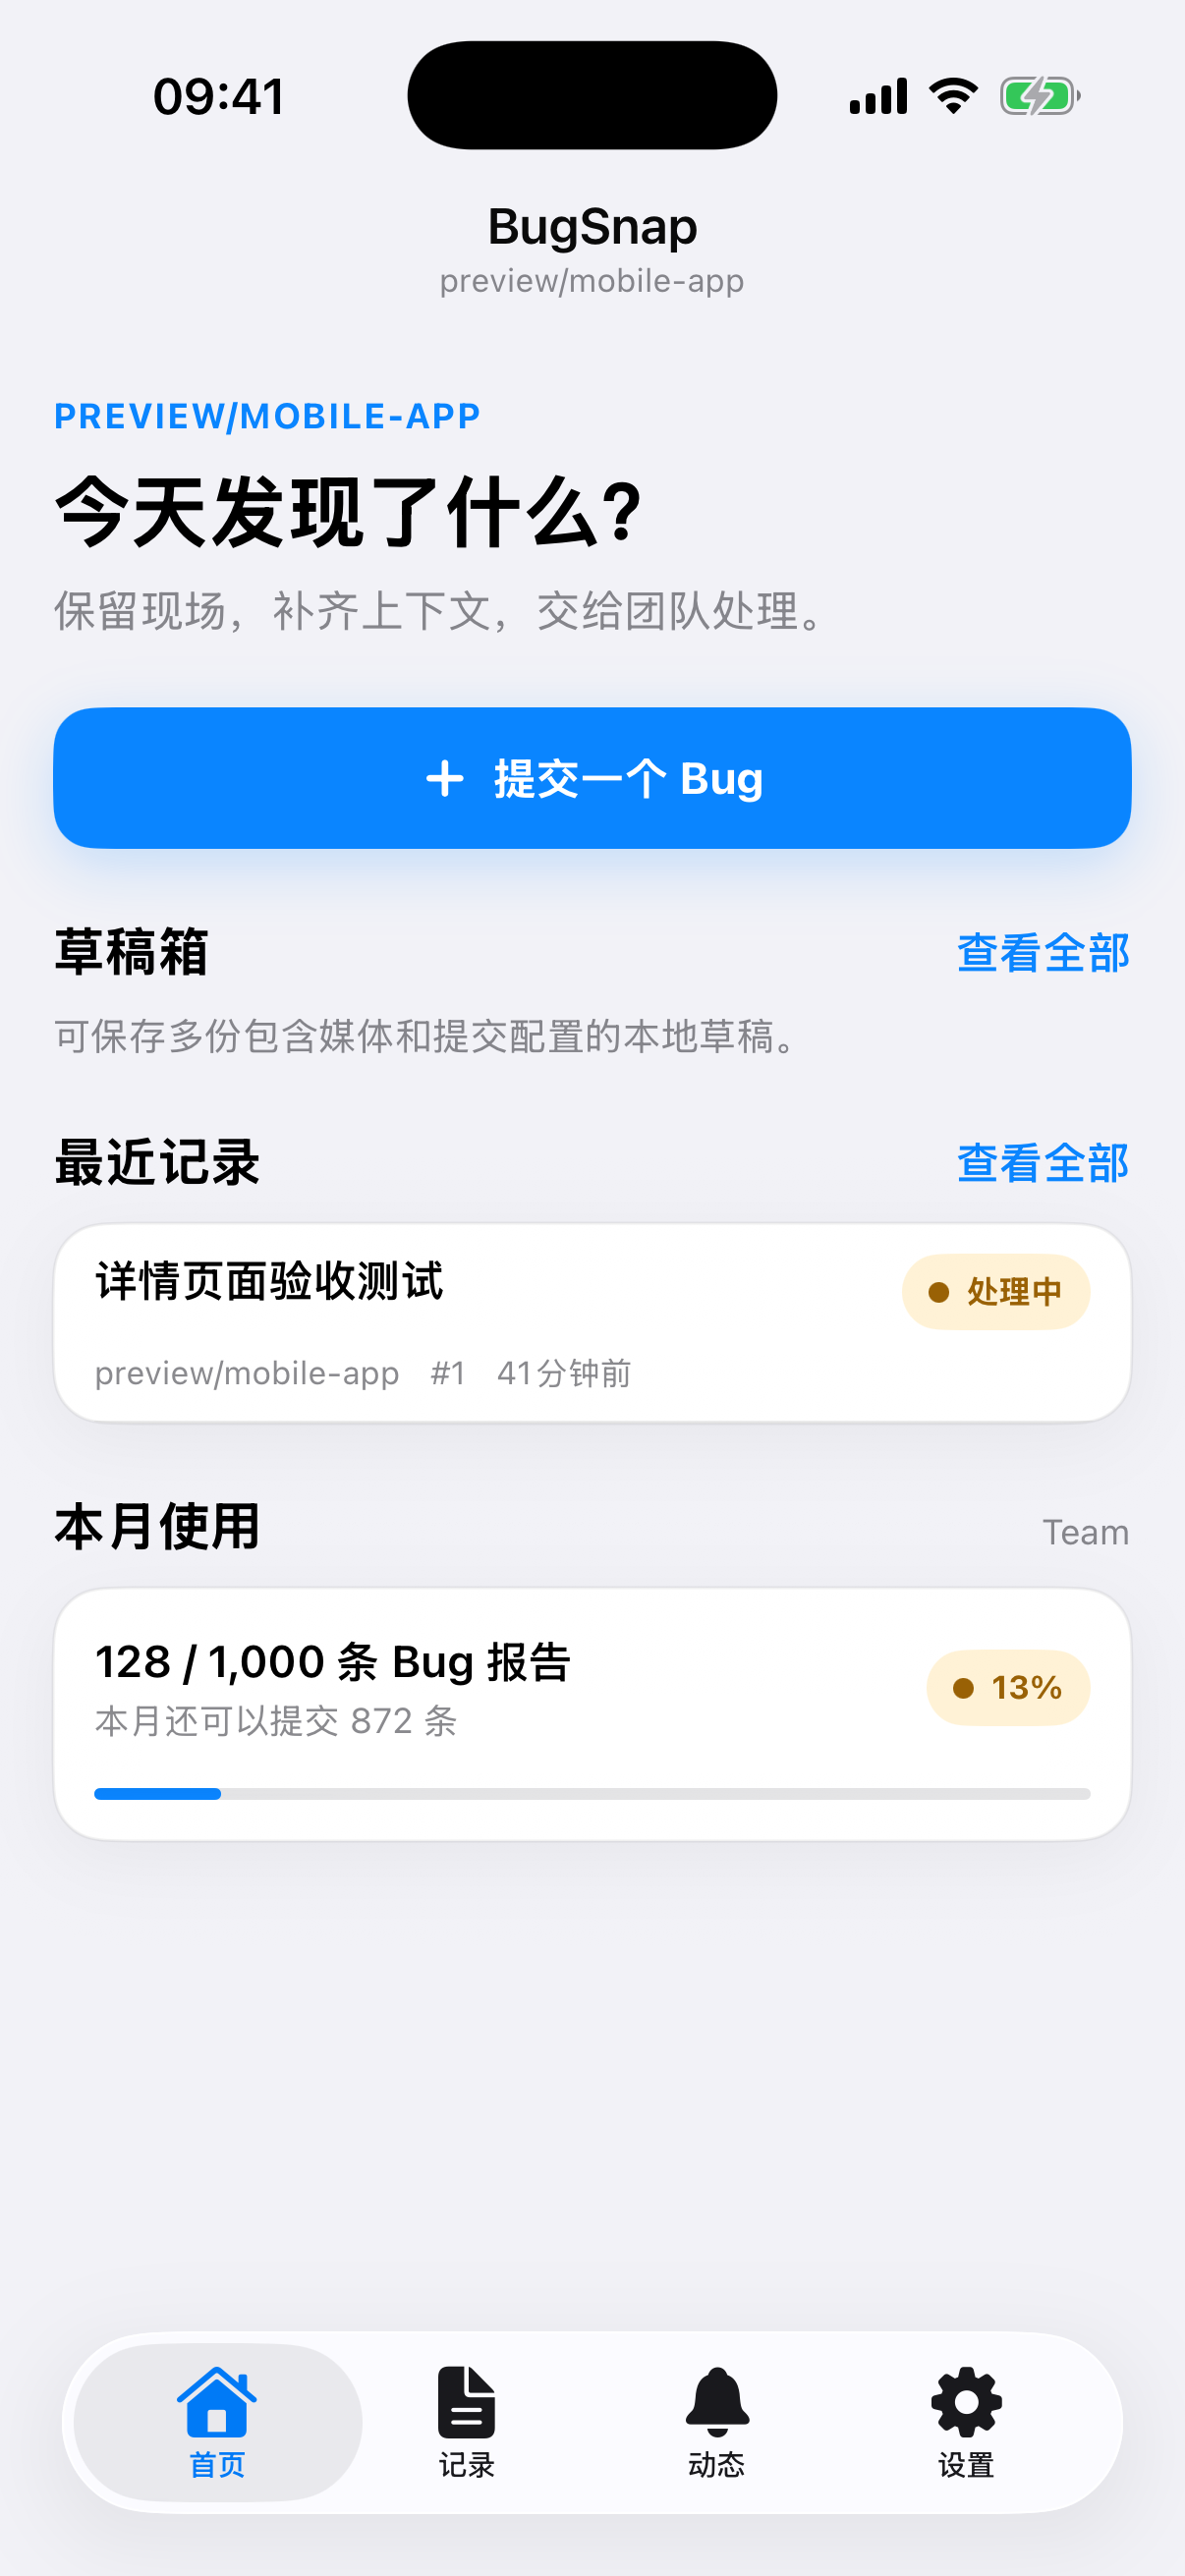 09:41
BugSnap
preview/mobile-app
PREVIEW/MOBILE-APP
今天发现了什么?
保留现场，补齐上下文，交给团队处理。
+ 提交一个 Bug
草稿箱 查看全部
可保存多份包含媒体和提交配置的本地草稿。
最近记录 查看全部
详情页面验收测试 处理中
preview/mobile-app #1 41分钟前
本月使用 Team
128 / 1,000 条 Bug 报告
13%
本月还可以提交 872 条
首页 记录 动态 设置